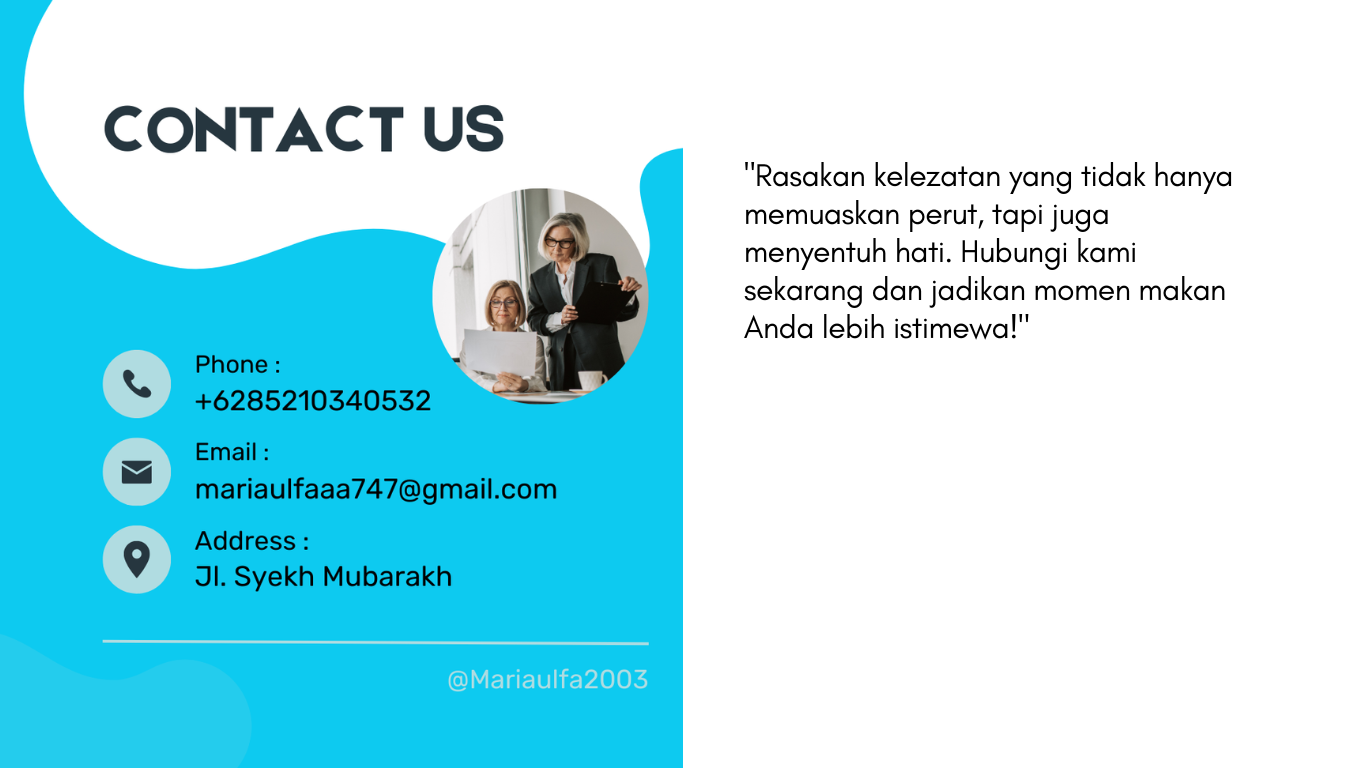 CONTACT US
Phone :
+6285210340532
Email :
mariaulfaaa747@gmail.com
Address :
Jl. Syekh Mubarakh
@Mariaulfa2003
"Rasakan kelezatan yang tidak hanya
memuaskan perut, tapi juga
menyentuh hati. Hubungi kami
sekarang dan jadikan momen makan
Anda lebih istimewa!"